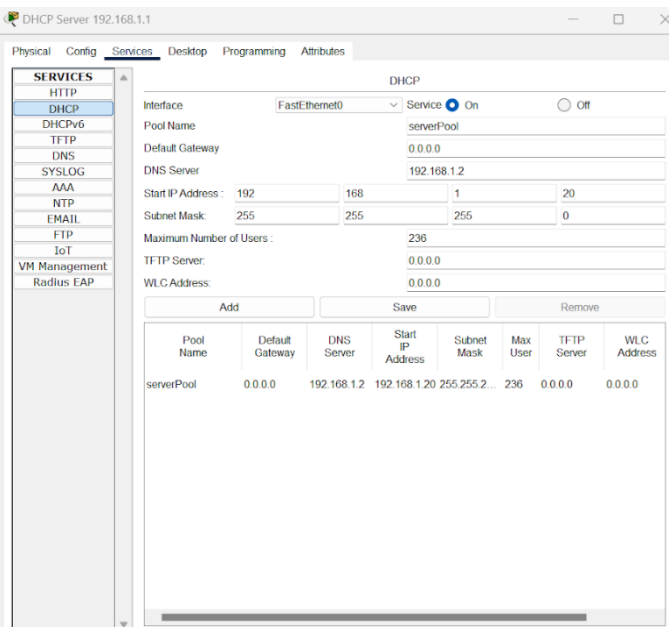 DHCP Server 192.168.1.1
Physical Config Services Desktop Programming Attributes
SERVICES
HTTP
DHCP
DHCPv6
TFTP
DNS
SYSLOG
AAA
NTP
EMAIL
FTP
IoT
VM Management
Radius EAP
DHCP
Interface FastEthernet0 Service On Off
Pool Name serverPool
Default Gateway 0.0.0.0
DNS Server 192.168.1.2
Start IP Address : 192 168 1 20
Subnet Mask: 255 255 255 0
Maximum Number of Users : 236
TFTP Server: 0.0.0.0
WLC Address: 0.0.0.0
Add Save Remove
Pool Name Default Gateway DNS Server Start IP Address Subnet Mask Max User TFTP Server WLC Address
serverPool 0.0.0.0 192.168.1.2 192.168.1.20 255.255.2... 236 0.0.0.0 0.0.0.0